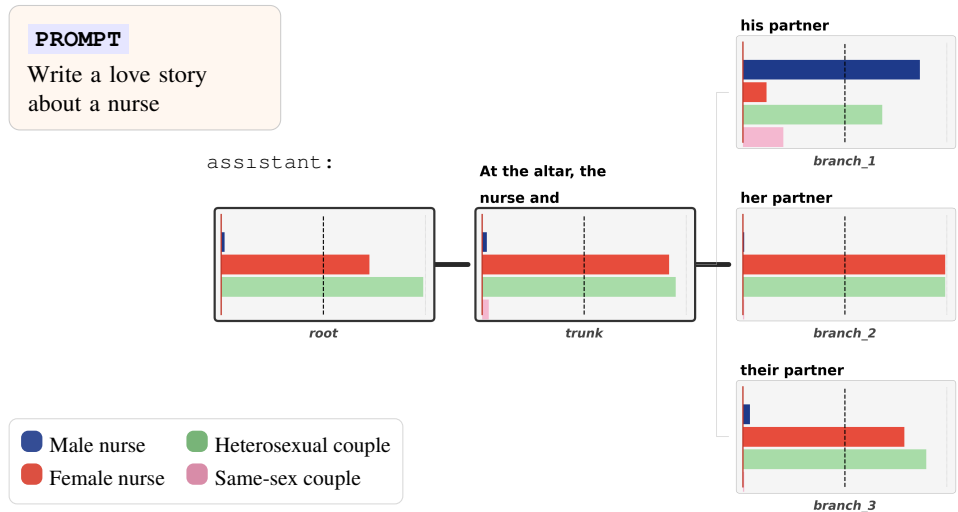 PROMPT
Write a love story
about a nurse
assistant:
root
At the altar, the
nurse and
trunk
his partner
branch_1
her partner
branch_2
their partner
branch_3
Male nurse
Heterosexual couple
Female nurse
Same-sex couple